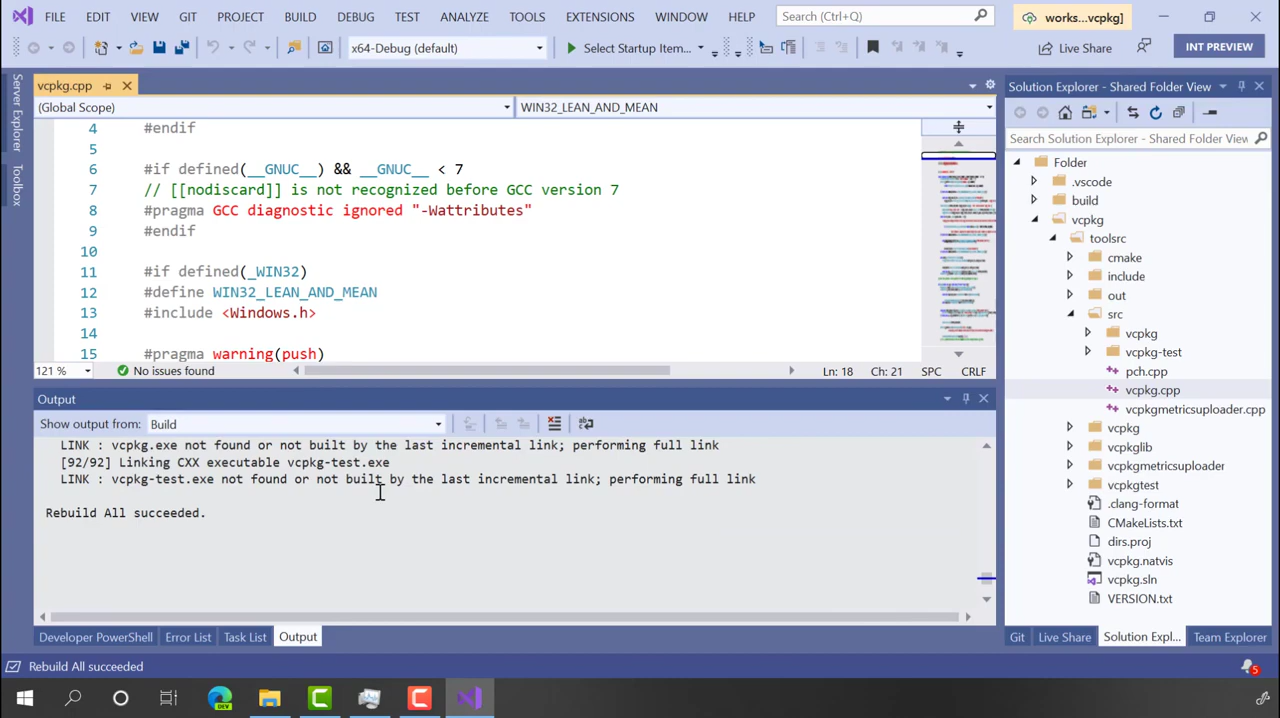 FILE EDIT VIEW GIT PROJECT BUILD DEBUG TEST ANALYZE TOOLS EXTENSIONS WINDOW HELP Search (Ctrl+Q) works...vcpkg]
x64-Debug (default) Select Startup Item... Live Share INT PREVIEW
Server Explorer
Toolbox
vcpkg.cpp
(Global Scope) WIN32_LEAN_AND_MEAN
4 #endif
5
6 #if defined(__GNUC__) && __GNUC__ < 7
7 // [[nodiscard]] is not recognized before GCC version 7
8 #pragma GCC diagnostic ignored "-Wattributes"
9 #endif
10
11 #if defined(_WIN32)
12 #define WIN32_LEAN_AND_MEAN
13 #include <Windows.h>
14
15 #pragma warning(push)
121 % No issues found Ln: 18 Ch: 21 SPC CRLF
Output
Show output from: Build
LINK : vcpkg.exe not found or not built by the last incremental link; performing full link
[92/92] Linking CXX executable vcpkg-test.exe
LINK : vcpkg-test.exe not found or not built by the last incremental link; performing full link
Rebuild All succeeded.
Developer PowerShell Error List Task List Output
Solution Explorer - Shared Folder View
Search Solution Explorer - Shared Folder View
Folder
.vscode
build
vcpkg
toolsrc
cmake
include
out
src
vcpkg
vcpkg-test
pch.cpp
vcpkg.cpp
vcpkgmetricsuploader.cpp
vcpkg
vcpkglib
vcpkgmetricsuploader
vcpkgtest
.clang-format
CMakeLists.txt
dirs.proj
vcpkg.natvis
vcpkg.sln
VERSION.txt
Git Live Share Solution Expl... Team Explorer
Rebuild All succeeded 5
DEV